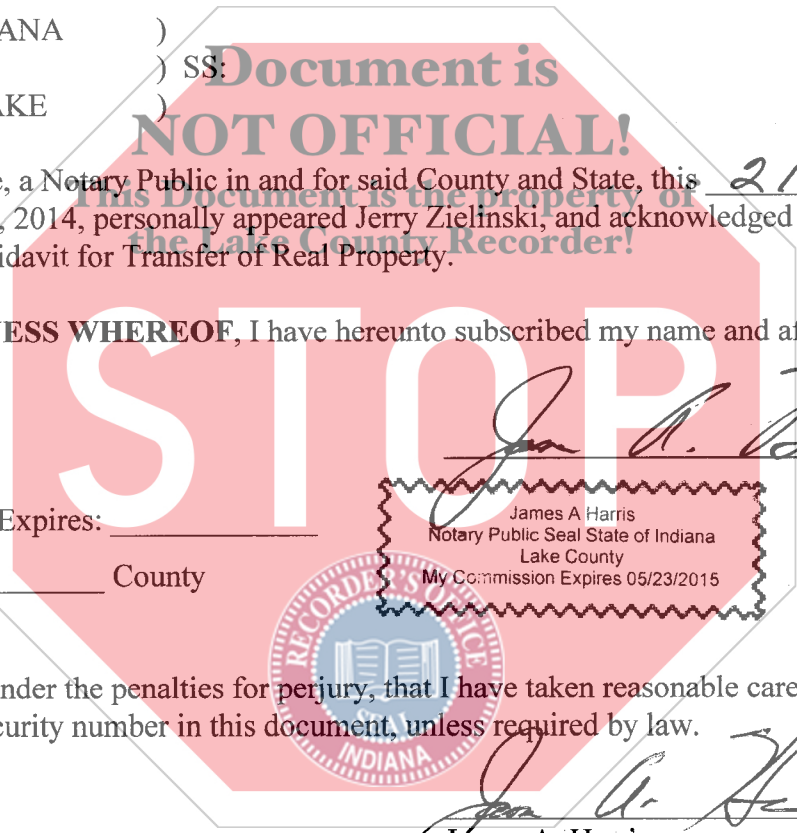 ANA )
) SS:
AKE )
Document is
NOT OFFICIAL!
This Document is the property of
the Lake County Recorder!
STOP
, a Notary Public in and for said County and State, this 21
, 2014, personally appeared Jerry Zielinski, and acknowledged
idavit for Transfer of Real Property.
ESS WHEREOF, I have hereunto subscribed my name and af
James A Harris
Notary Public Seal State of Indiana
Lake County
My Commission Expires 05/23/2015
Expires:
County
RECORDER'S OFFICE
SEAL
INDIANA
nder the penalties for perjury, that I have taken reasonable care
curity number in this document, unless required by law.